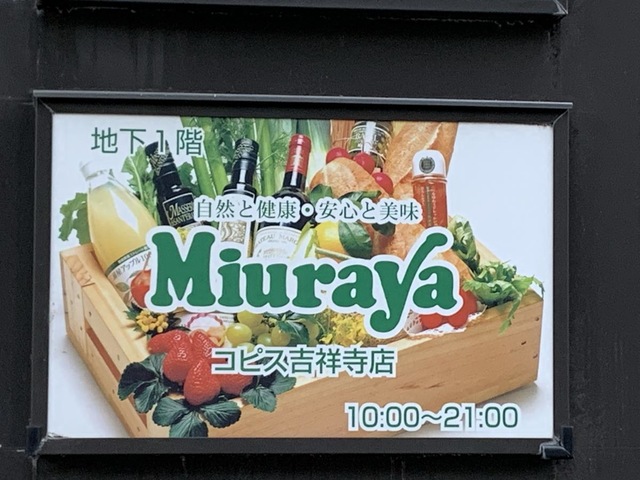 地下1階
自然と健康・安心と美味
Miuraya
コピス吉祥寺店
10:00～21:00